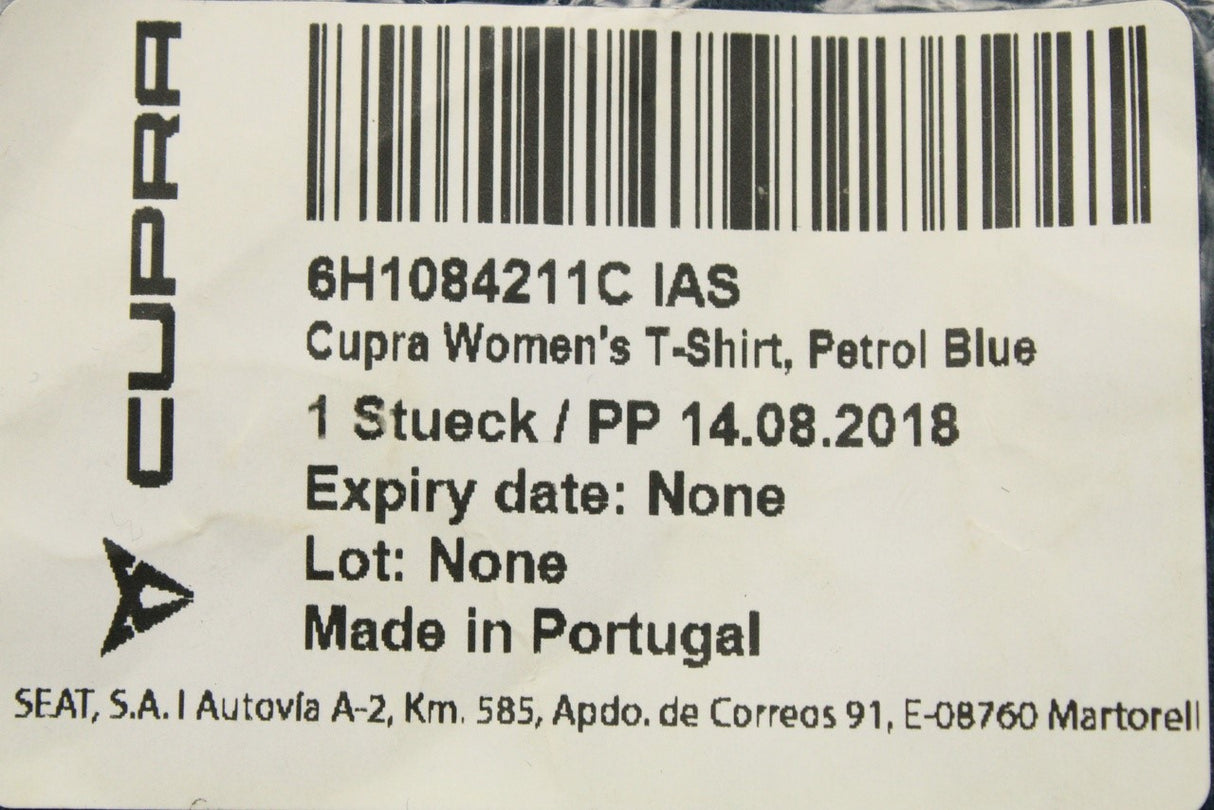 CUPRA
6H1084211C IAS
Cupra Women's T-Shirt, Petrol Blue
1 Stueck / PP 14.08.2018
Expiry date: None
Lot: None
Made in Portugal
SEAT, S.A. I Autovía A-2, Km. 585, Apdo. de Correos 91, E-08760 Martorell